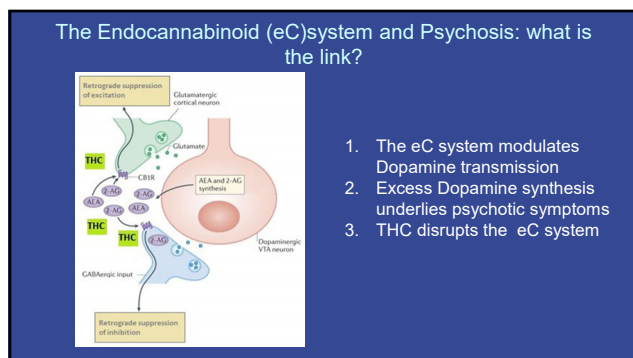 The Endocannabinoid (eC)system and Psychosis: what is
the link?
Retrograde suppression
of excitation
Glutamatergic
cortical neuron
THC
Glutamate
CB1R
2-AG
AEA
2-AG
2-AG
AEA
AEA and 2-AG
synthesis
THC
THC
2-AG
Dopaminergic
VTA neuron
GABAergic input
Retrograde suppression
of inhibition
1. The eC system modulates
Dopamine transmission
2. Excess Dopamine synthesis
underlies psychotic symptoms
3. THC disrupts the eC system